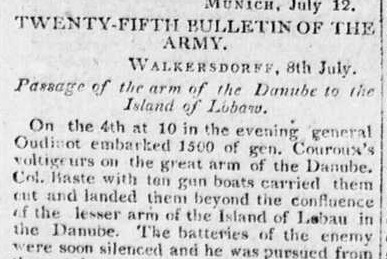 MUNICH, July 12.
TWENTY-FIFTH BULLETIN OF THE
ARMY.
WALKERSDORFF, 8th July.
Passage of the arm of the Danube to the
Island of Lobaw.
On the 4th at 10 in the evening general
Oudinot embarked 1500 of gen. Couroux's
voltigeurs on the great arm of the Danube.
Col. Baste with ten gun boats carried them
out and landed them beyond the confluence
of the lesser arm of the Island of Lobau in
the Danube. The batteries of the enemy
were soon silenced and he was pursued from